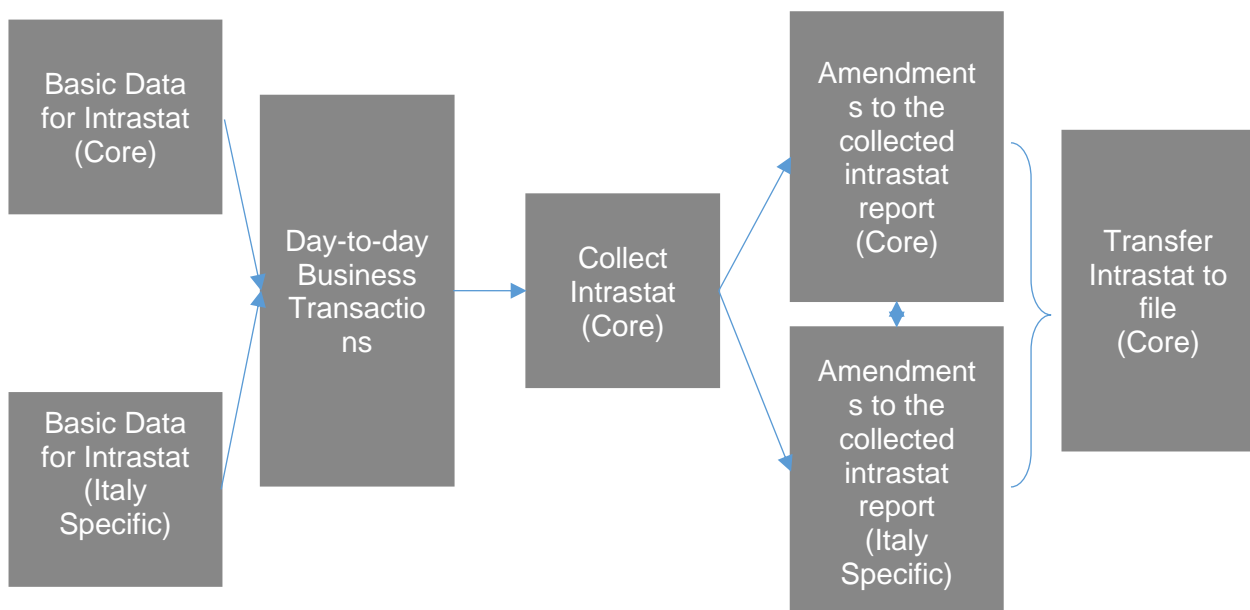 Basic Data
for Intrastat
(Core)
Basic Data
for Intrastat
(Italy
Specific)
Day-to-day
Business
Transactio
ns
Collect
Intrastat
(Core)
Amendment
s to the
collected
intrastat
report
(Core)
Amendment
s to the
collected
intrastat
report
(Italy
Specific)
Transfer
Intrastat to
file
(Core)